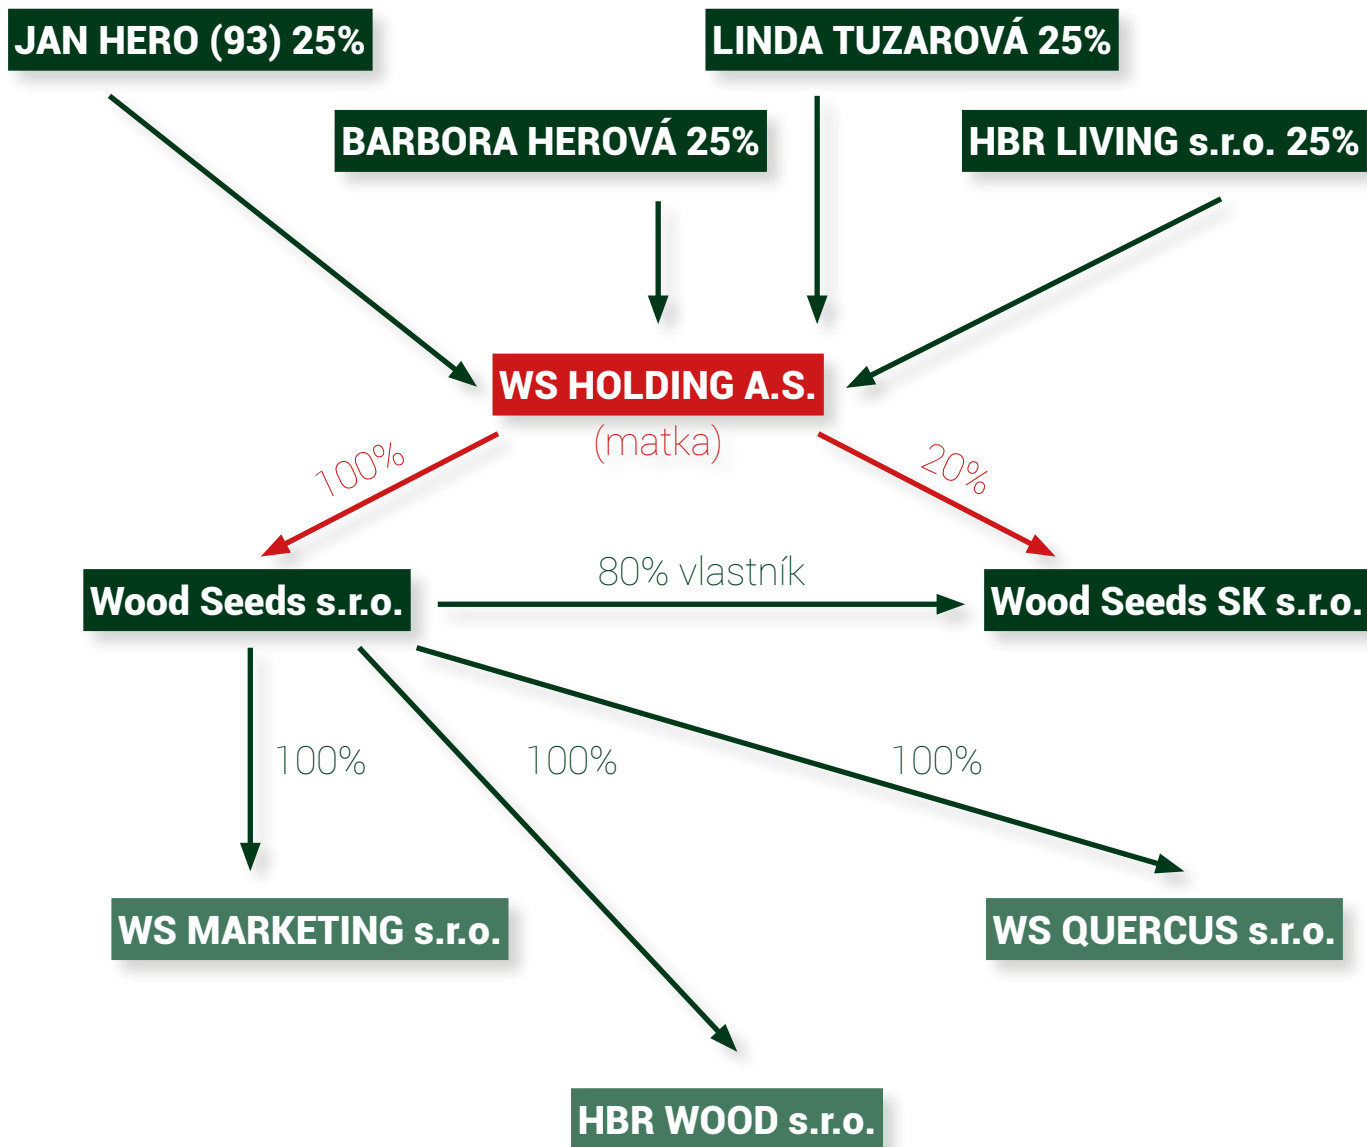 JAN HERO (93) 25%
LINDA TUZAROVÁ 25%
BARBORA HEROVÁ 25%
HBR LIVING s.r.o. 25%
WS HOLDING A.S.
(matka)
100%
20%
80% vlastník
Wood Seeds s.r.o.
Wood Seeds SK s.r.o.
100%
100%
100%
WS MARKETING s.r.o.
WS QUERCUS s.r.o.
HBR WOOD s.r.o.